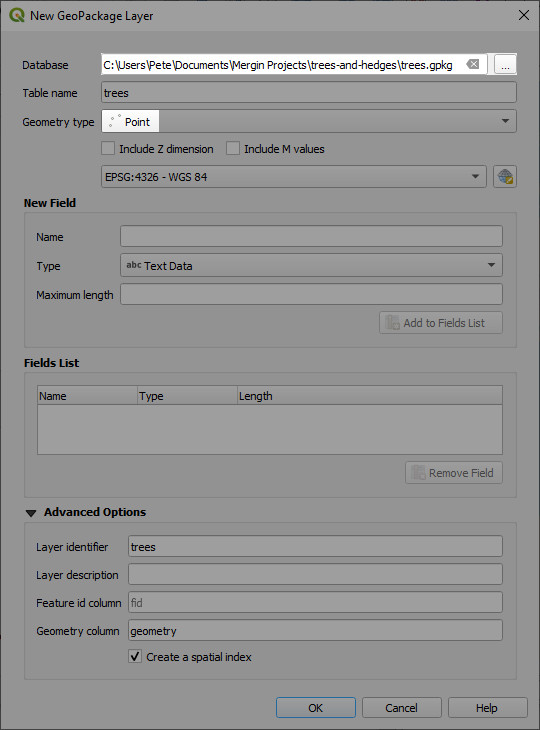 New GeoPackage Layer
Database C:\Users\Pete\Documents\Mergin Projects\trees-and-hedges\trees.gpkg ...
Table name trees
Geometry type Point
Include Z dimension Include M values
EPSG:4326 - WGS 84
New Field
Name
Type abc Text Data
Maximum length
Add to Fields List
Fields List
Name Type Length
Remove Field
Advanced Options
Layer identifier trees
Layer description
Feature id column fid
Geometry column geometry
Create a spatial index
OK Cancel Help